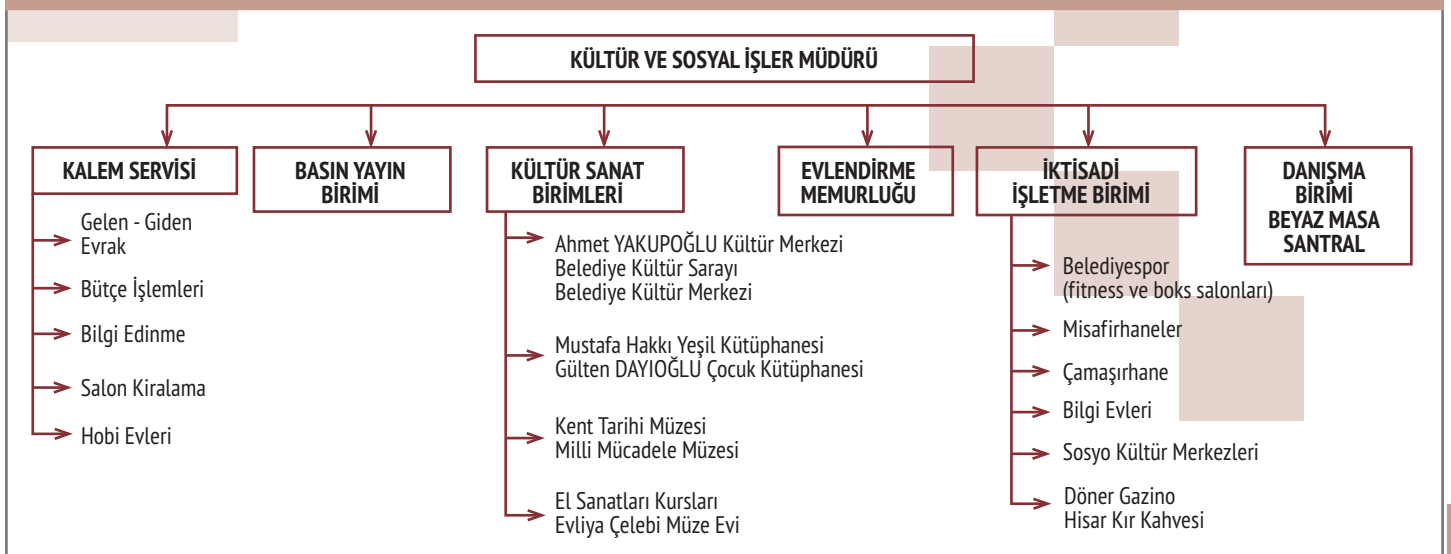 KÜLTÜR VE SOSYAL İŞLER MÜDÜRÜ
KALEM SERVİSİ
Gelen - Giden
Evrak
Bütçe İşlemleri
Bilgi Edinme
Salon Kiralama
Hobi Evleri
BASIN YAYIN
BİRİMİ
KÜLTÜR SANAT
BİRİMLERİ
Ahmet YAKUPOĞLU Kültür Merkezi
Belediye Kültür Sarayı
Belediye Kültür Merkezi
Mustafa Hakkı Yeşil Kütüphanesi
Gülten DAYIOĞLU Çocuk Kütüphanesi
Kent Tarihi Müzesi
Milli Mücadele Müzesi
El Sanatları Kursları
Evliya Çelebi Müze Evi
EVLENDİRME
MEMURLUĞU
İKTİSADİ
İŞLETME BİRİMİ
Belediyespor
(fitness ve boks salonları)
Misafirhaneler
Çamaşırhane
Bilgi Evleri
Sosyo Kültür Merkezleri
Döner Gazino
Hisar Kır Kahvesi
DANIŞMA
BİRİMİ
BEYAZ MASA
SANTRAL